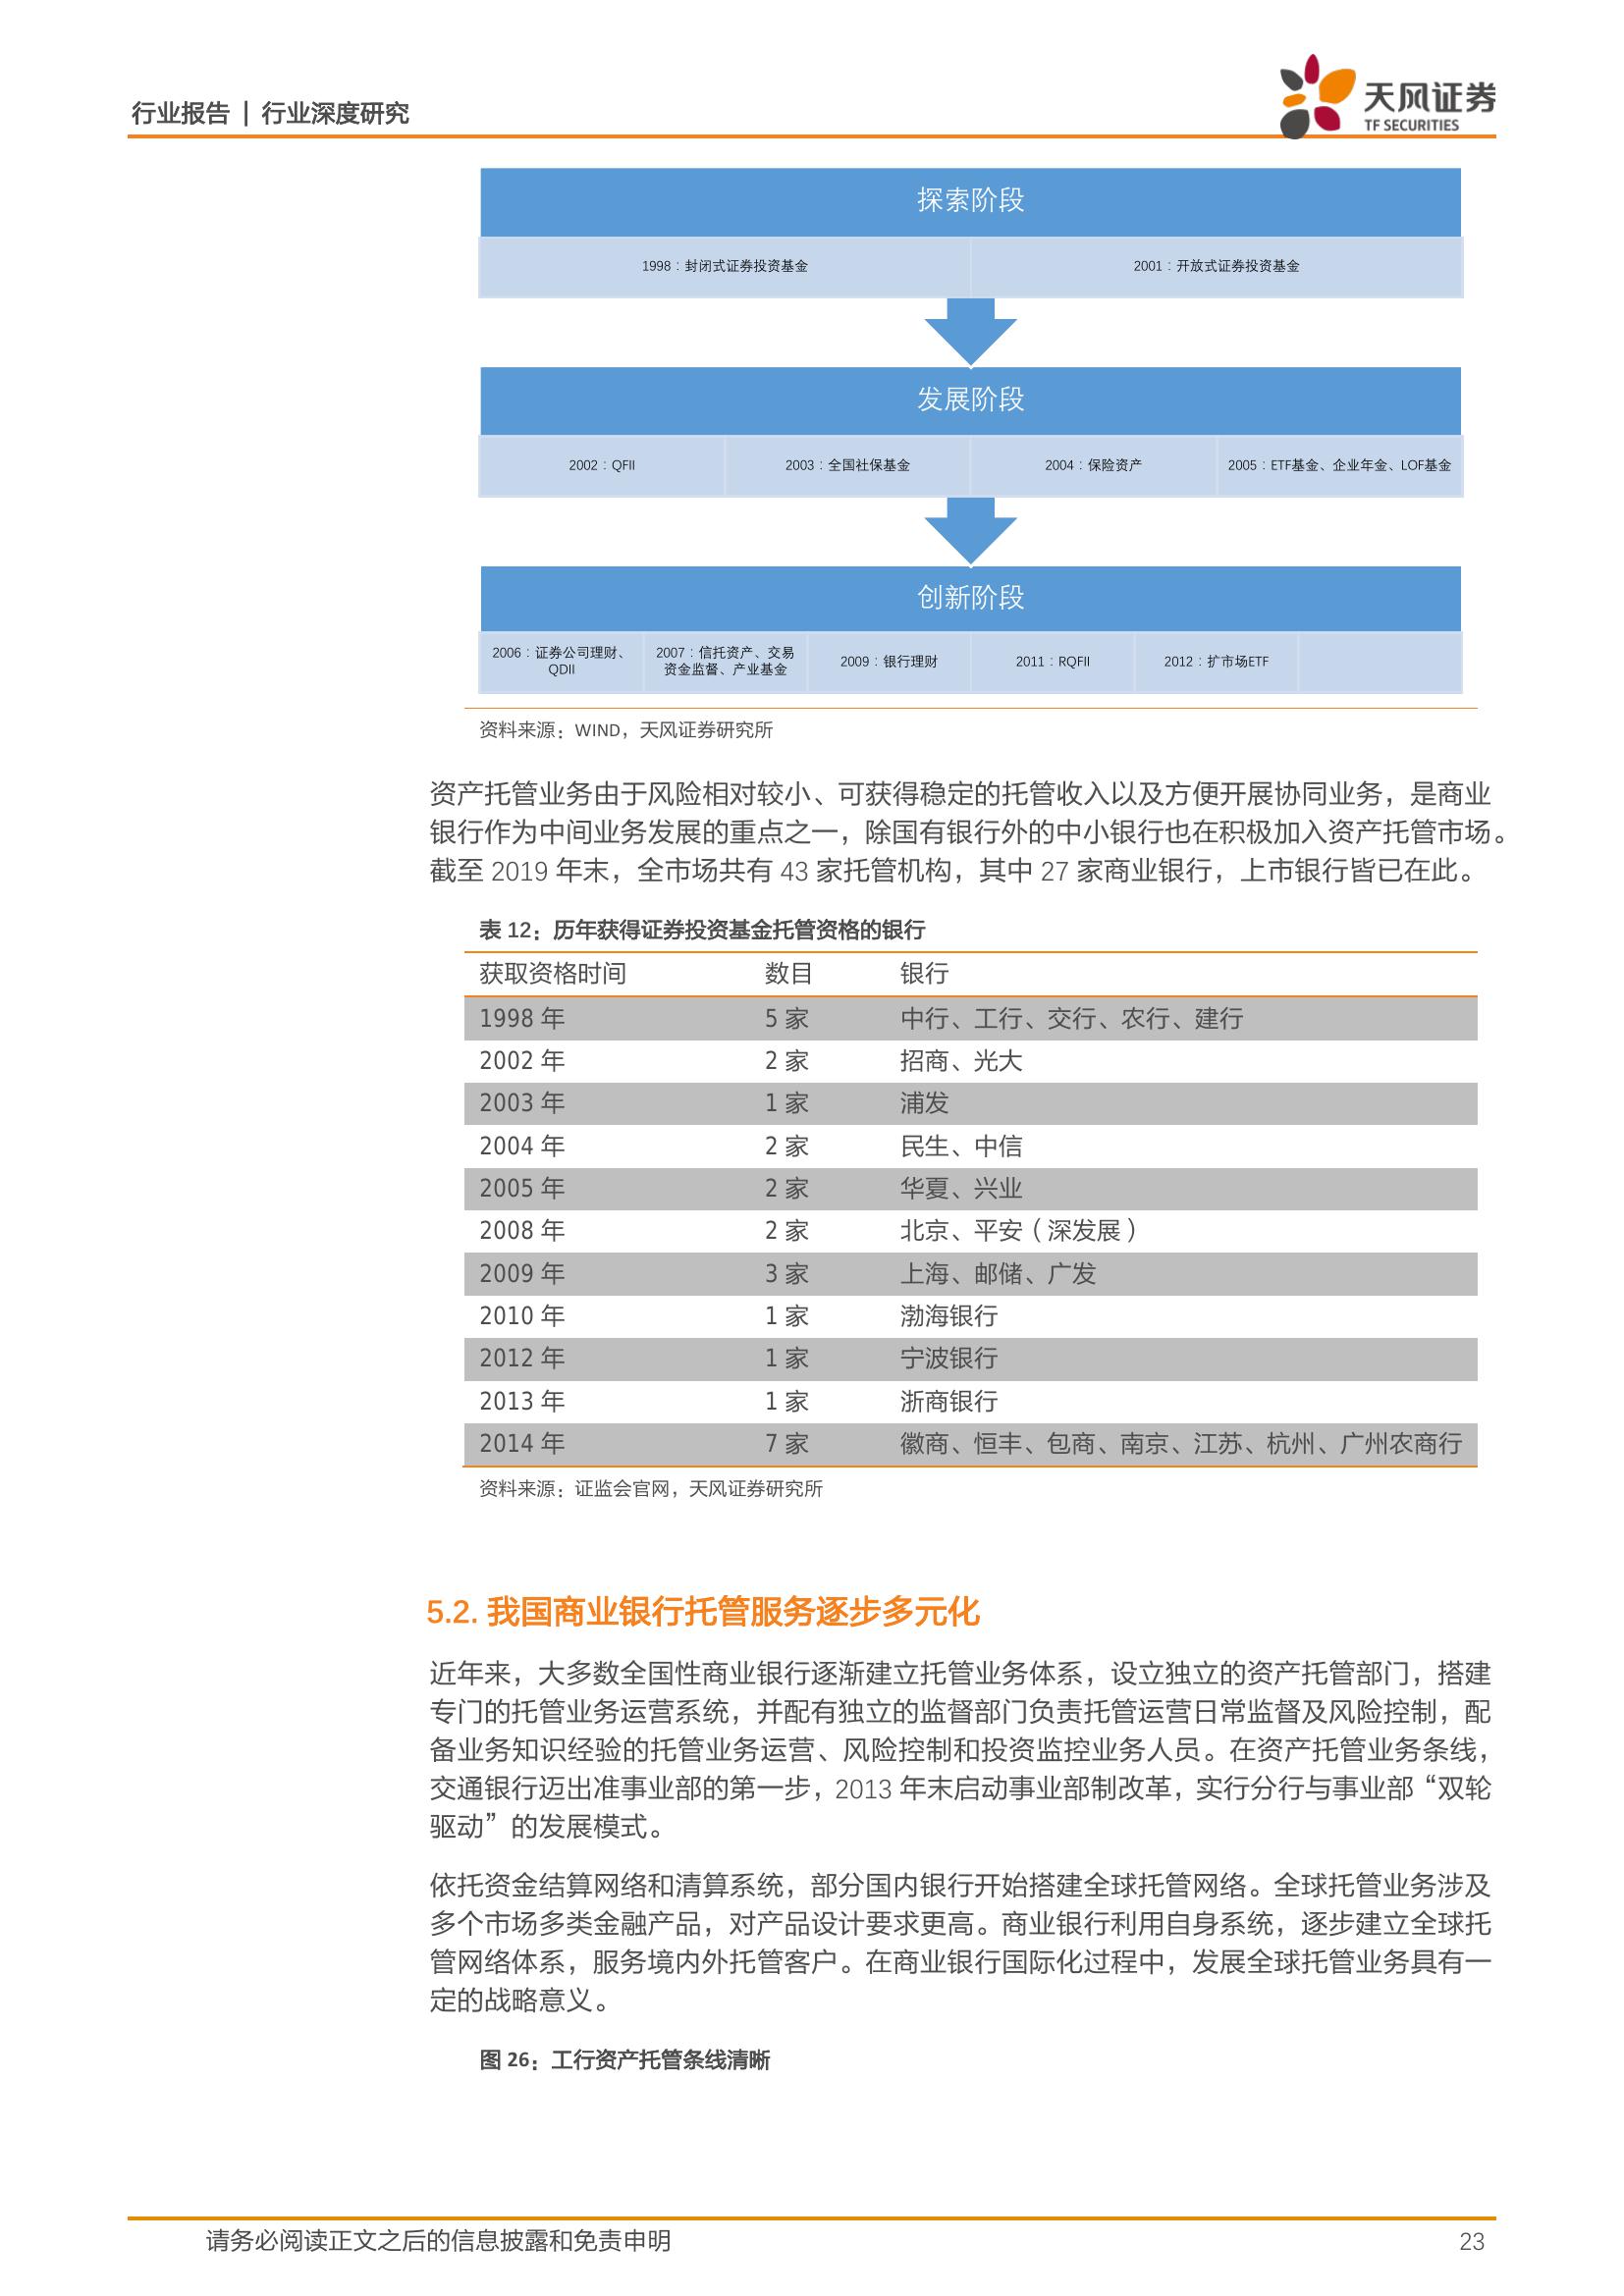 行业报告 | 行业深度研究
天风证券
TF SECURITIES
探索阶段
1998：封闭式证券投资基金
2001：开放式证券投资基金
发展阶段
2002：QFII
2003：全国社保基金
2004：保险资产
2005：ETF基金、企业年金、LOF基金
创新阶段
2006：证券公司理财、
QDII
2007：信托资产、交易
资金监督、产业基金
2009：银行理财
2011：RQFII
2012：扩市场ETF
资料来源：WIND，天风证券研究所
资产托管业务由于风险相对较小、可获得稳定的托管收入以及方便开展协同业务，是商业
银行作为中间业务发展的重点之一，除国有银行外的中小银行也在积极加入资产托管市场。
截至 2019 年末，全市场共有 43 家托管机构，其中 27 家商业银行，上市银行皆已在此。
表 12：历年获得证券投资基金托管资格的银行
获取资格时间 数目 银行
1998 年 5 家 中行、工行、交行、农行、建行
2002 年 2 家 招商、光大
2003 年 1 家 浦发
2004 年 2 家 民生、中信
2005 年 2 家 华夏、兴业
2008 年 2 家 北京、平安（深发展）
2009 年 3 家 上海、邮储、广发
2010 年 1 家 渤海银行
2012 年 1 家 宁波银行
2013 年 1 家 浙商银行
2014 年 7 家 徽商、恒丰、包商、南京、江苏、杭州、广州农商行
资料来源：证监会官网，天风证券研究所
5.2. 我国商业银行托管服务逐步多元化
近年来，大多数全国性商业银行逐渐建立托管业务体系，设立独立的资产托管部门，搭建
专门的托管业务运营系统，并配有独立的监督部门负责托管运营日常监督及风险控制，配
备业务知识经验的托管业务运营、风险控制和投资监控业务人员。在资产托管业务条线，
交通银行迈出准事业部的第一步，2013 年末启动事业部制改革，实行分行与事业部“双轮
驱动”的发展模式。
依托资金结算网络和清算系统，部分国内银行开始搭建全球托管网络。全球托管业务涉及
多个市场多类金融产品，对产品设计要求更高。商业银行利用自身系统，逐步建立全球托
管网络体系，服务境内外托管客户。在商业银行国际化过程中，发展全球托管业务具有一
定的战略意义。
图 26：工行资产托管条线清晰
请务必阅读正文之后的信息披露和免责申明
23